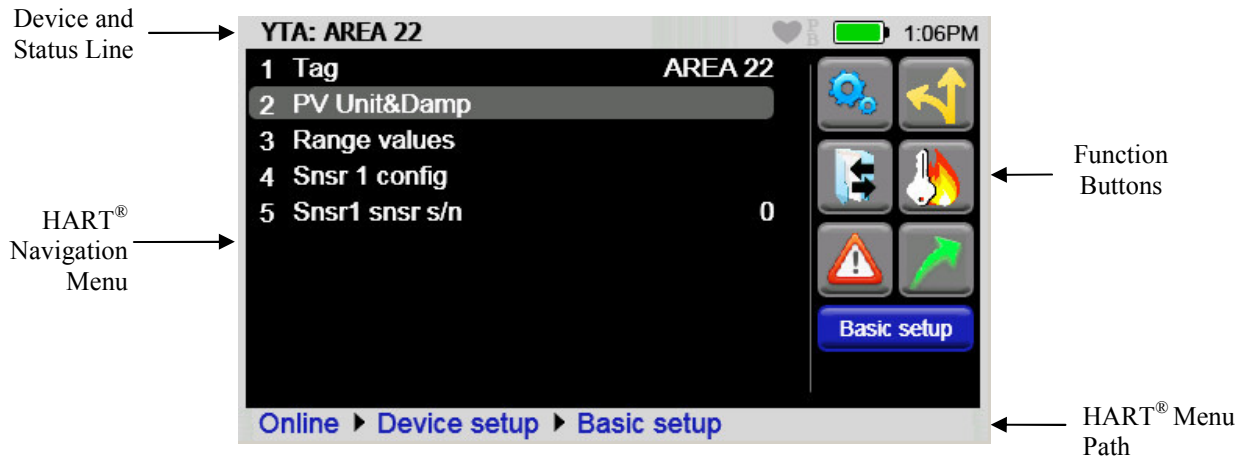 Device and
Status Line
YTA: AREA 22
P
B
1:06PM
1 Tag AREA 22
2 PV Unit&Damp
3 Range values
4 Snsr 1 config
5 Snsr1 snsr s/n 0
HART®
Navigation
Menu
Function
Buttons
Basic setup
Online ▶ Device setup ▶ Basic setup
HART® Menu
Path